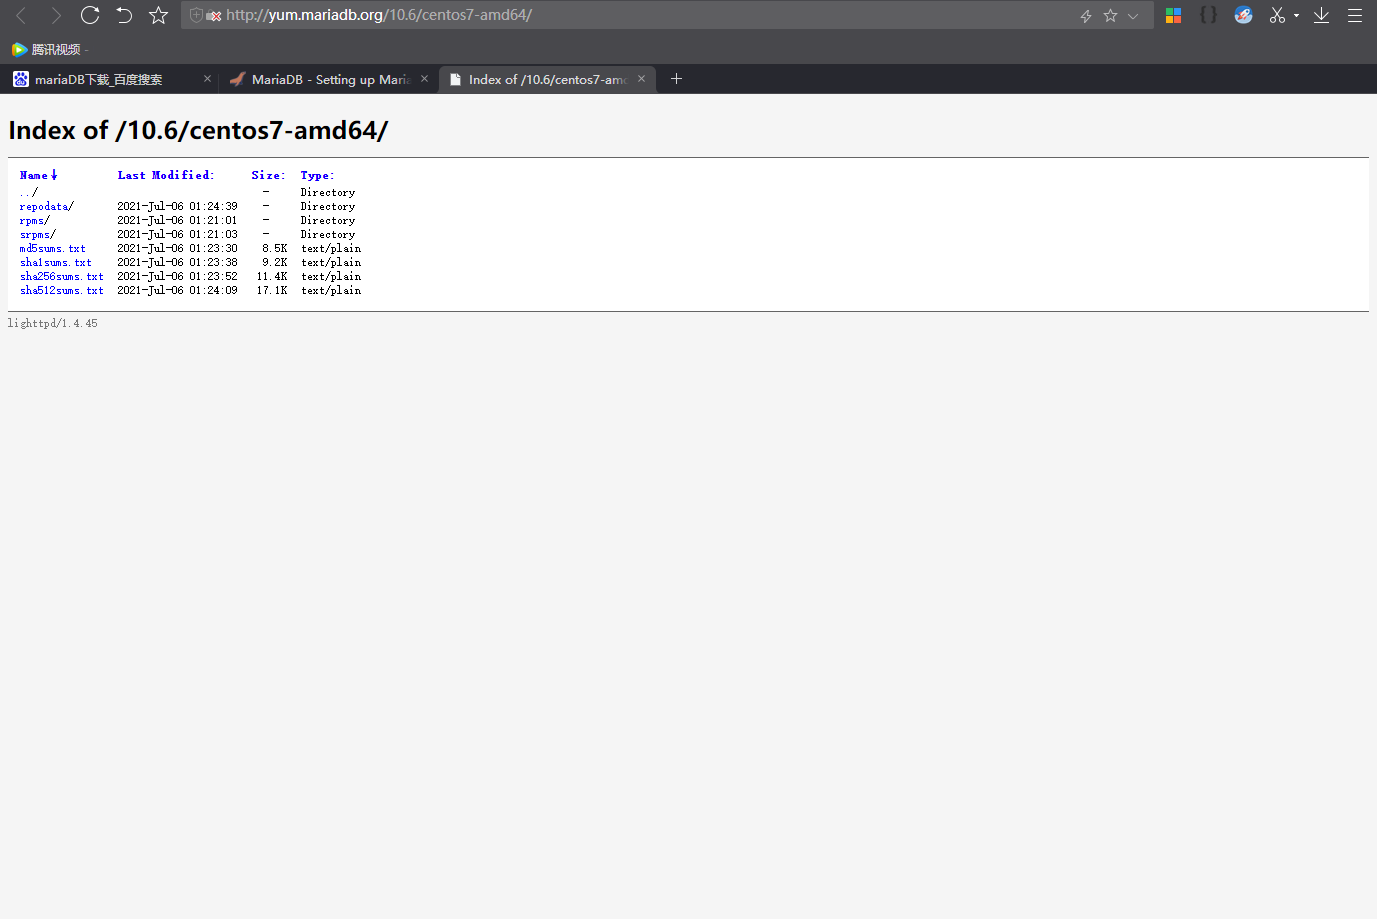 http://yum.mariadb.org/10.6/centos7-amd64/
腾讯视频 -
mariaDB下载_百度搜索
MariaDB - Setting up Maria
Index of /10.6/centos7-amd
Index of /10.6/centos7-amd64/
Name↓ Last Modified: Size: Type:
../ - Directory
repodata/ 2021-Jul-06 01:24:39 - Directory
rpms/ 2021-Jul-06 01:21:01 - Directory
srpms/ 2021-Jul-06 01:21:03 - Directory
md5sums.txt 2021-Jul-06 01:23:30 8.5K text/plain
sha1sums.txt 2021-Jul-06 01:23:38 9.2K text/plain
sha256sums.txt 2021-Jul-06 01:23:52 11.4K text/plain
sha512sums.txt 2021-Jul-06 01:24:09 17.1K text/plain
lighttpd/1.4.45